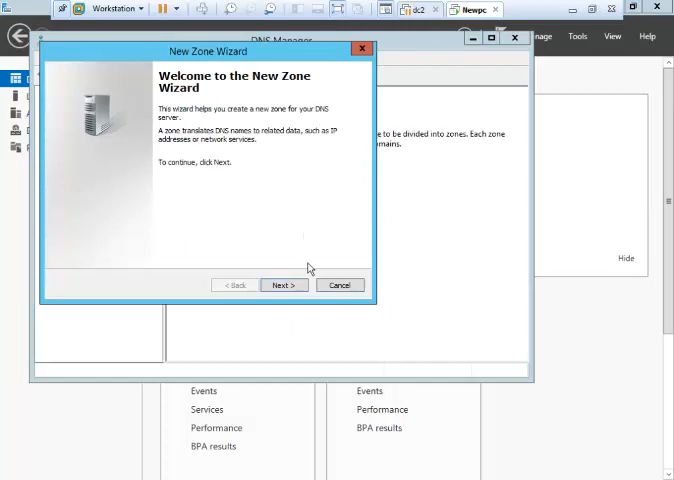 Workstation
dc2
Newpc
DNS Manager
nage
Tools
View
Help
New Zone Wizard
Welcome to the New Zone
Wizard
This wizard helps you create a new zone for your DNS
server.
A zone translates DNS names to related data, such as IP
addresses or network services.
To continue, click Next.
e to be divided into zones. Each zone
mains.
Hide
< Back
Next >
Cancel
Events
Services
Performance
BPA results
Events
Performance
BPA results